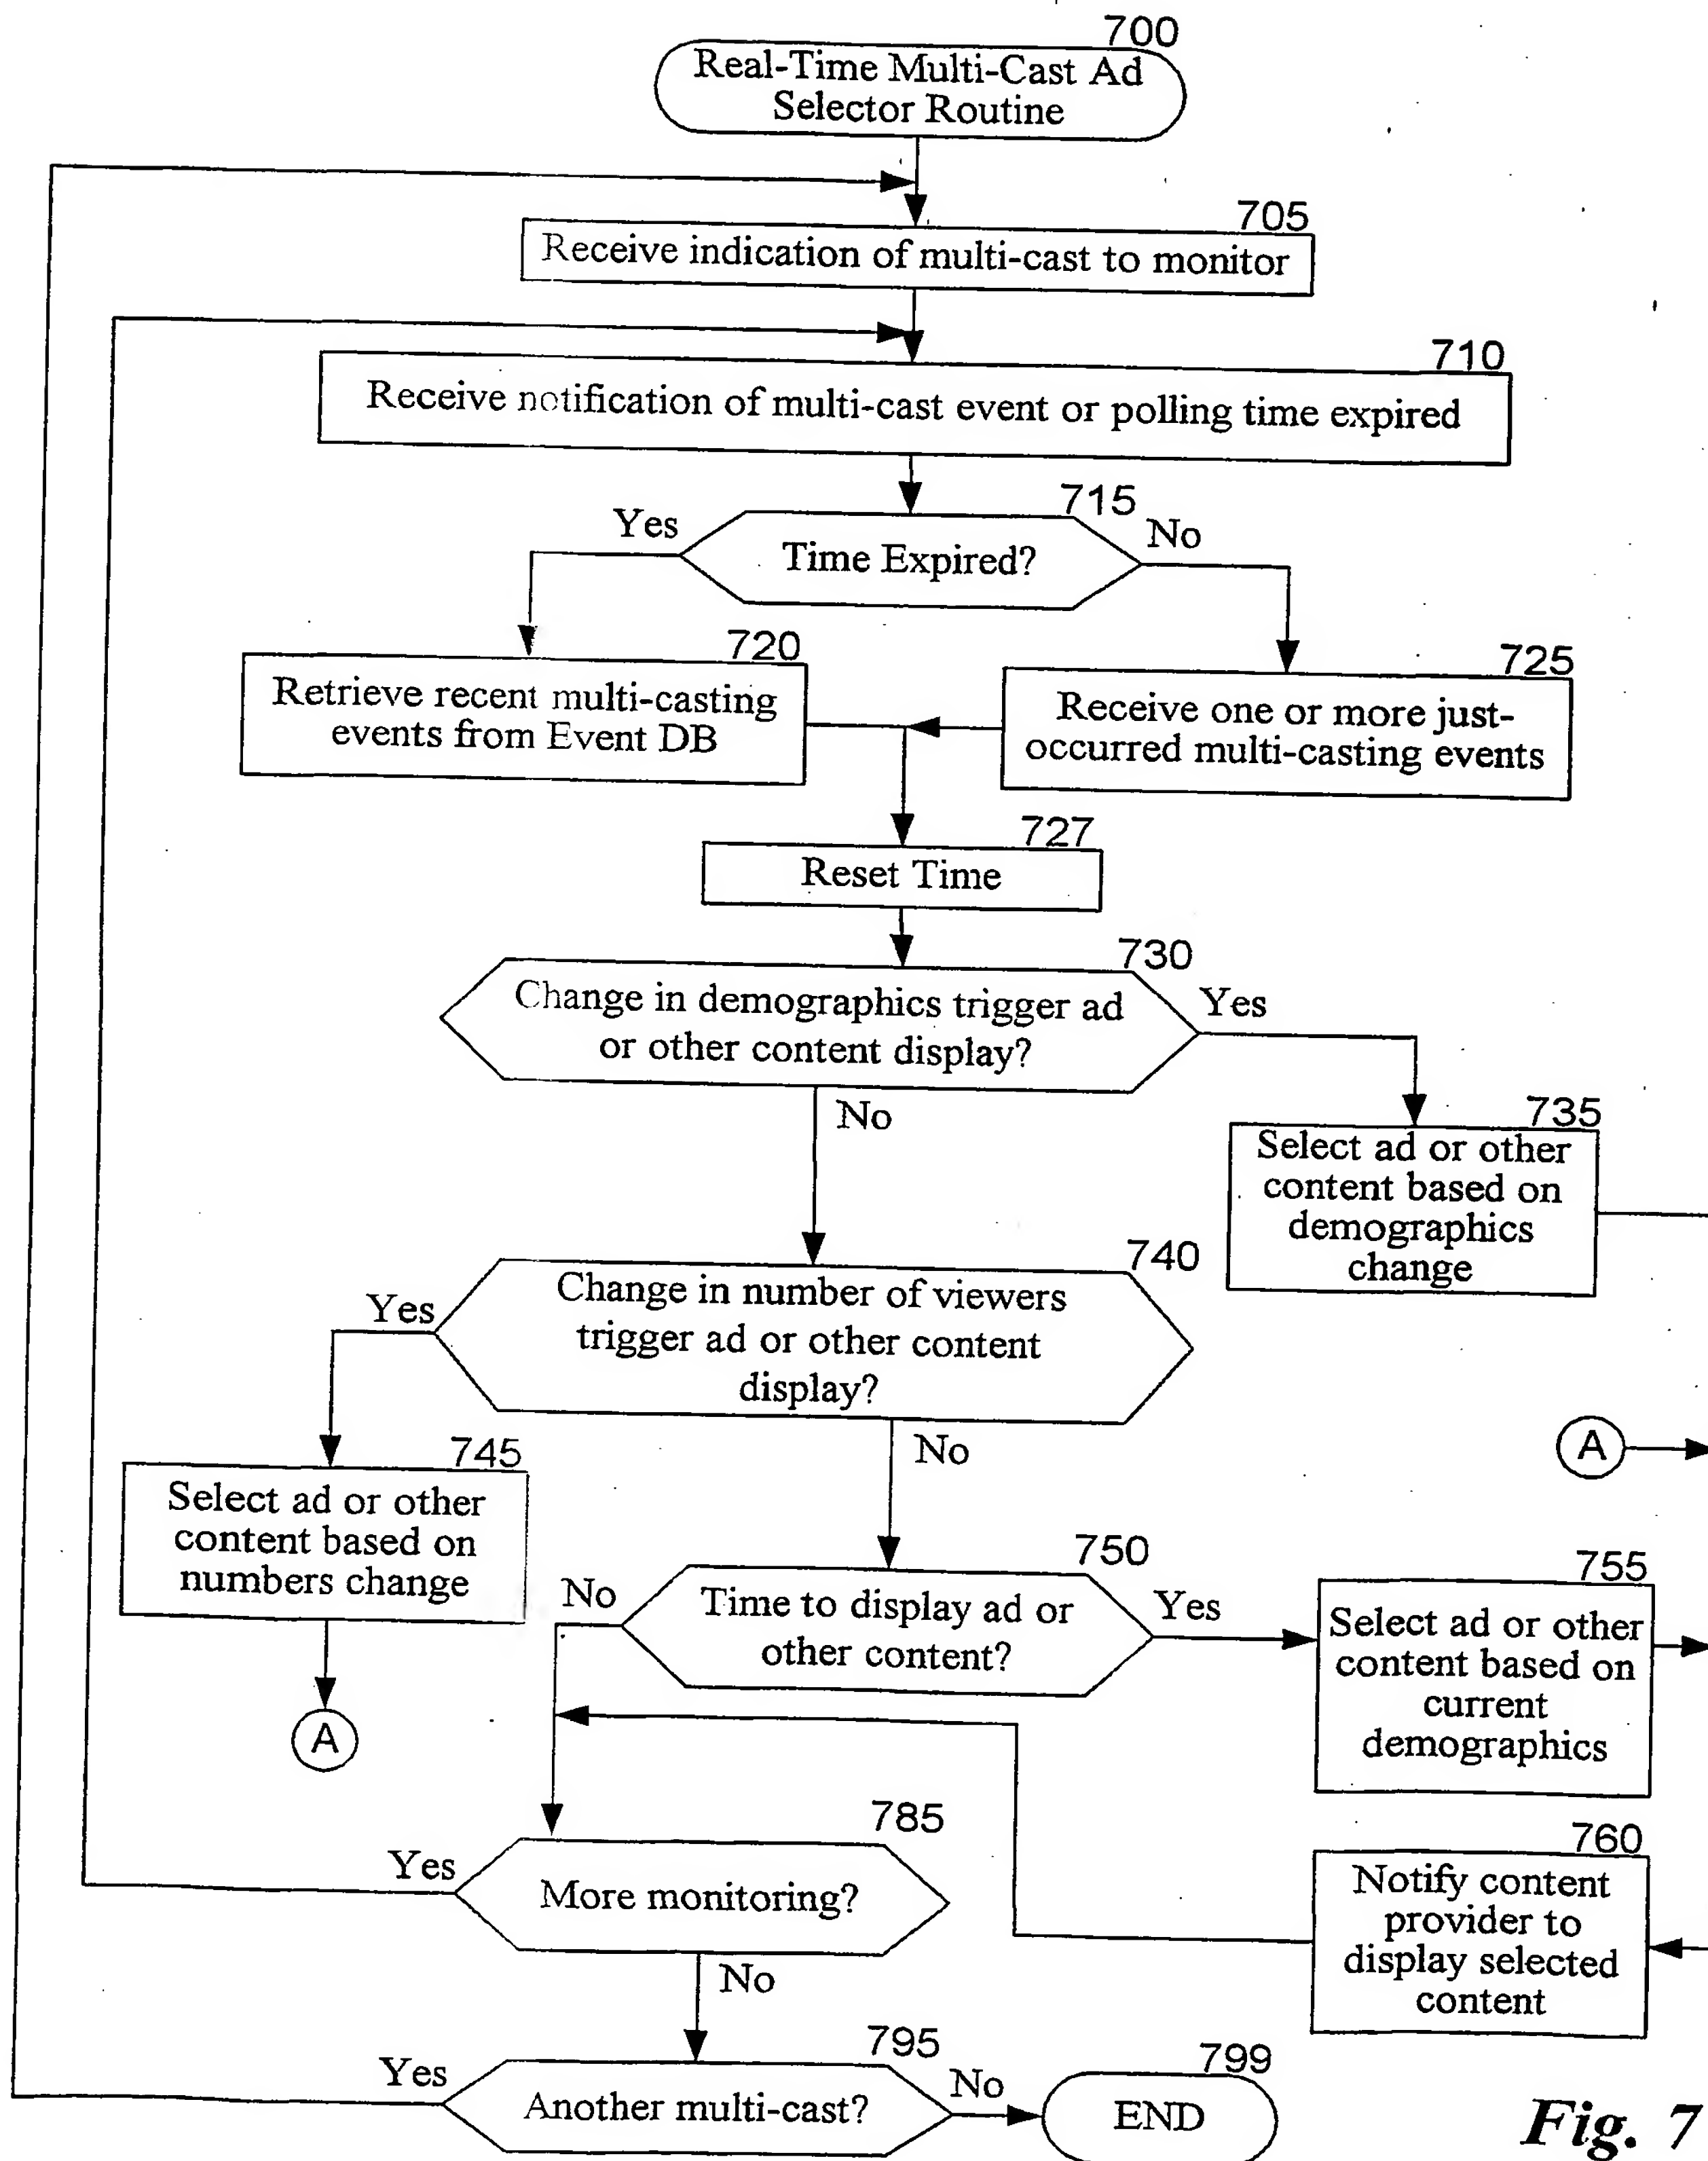 700
Real-Time Multi-Cast Ad
Selector Routine
705
Receive indication of multi-cast to monitor
710
Receive notification of multi-cast event or polling time expired
715
Yes
No
Time Expired?
720
Retrieve recent multi-casting
events from Event DB
725
Receive one or more just-
occurred multi-casting events
727
Reset Time
730
Change in demographics trigger ad
or other content display?
Yes
No
735
Select ad or other
content based on
demographics
change
740
Change in number of viewers
trigger ad or other content
display?
Yes
No
A
745
Select ad or other
content based on
numbers change
A
750
No
Time to display ad or
other content?
Yes
755
Select ad or other
content based on
current
demographics
760
Notify content
provider to
display selected
content
785
Yes
More monitoring?
No
795
Yes
Another multi-cast?
No
799
END
Fig. 7